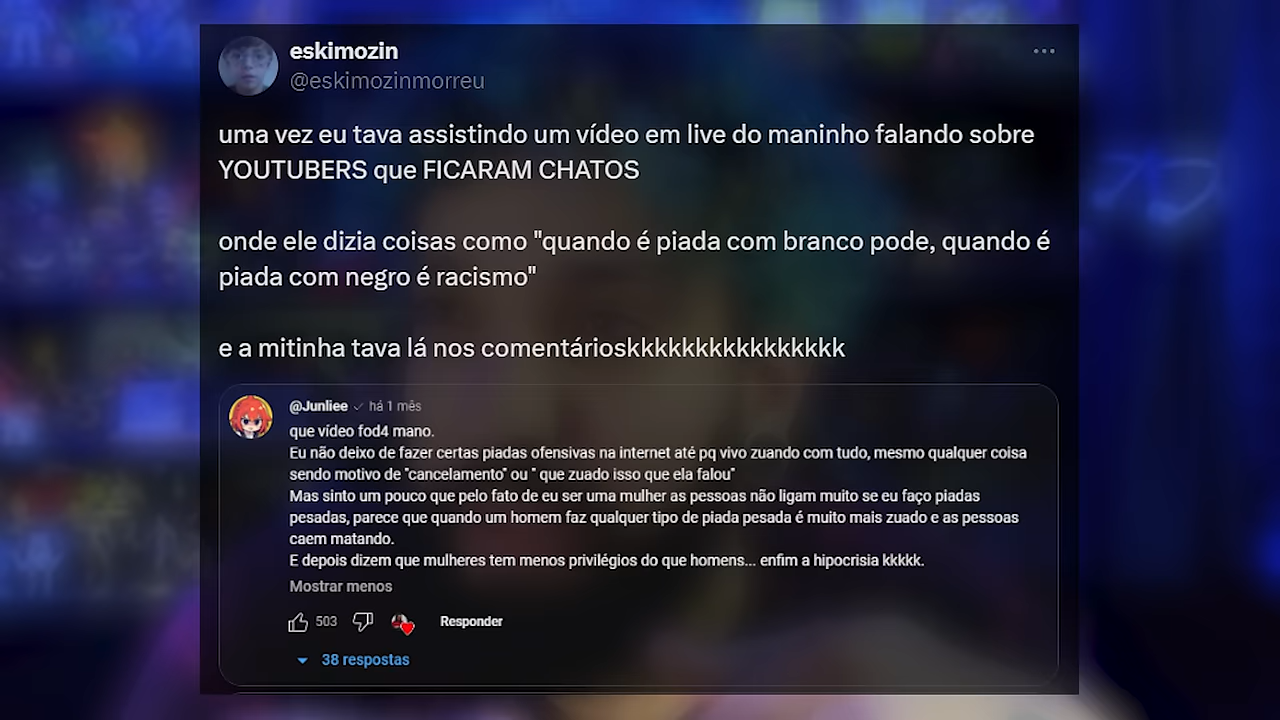 eskimozin
@eskimozinmorreu
uma vez eu tava assistindo um vídeo em live do maninho falando sobre
YOUTUBERS que FICARAM CHATOS
onde ele dizia coisas como "quando é piada com branco pode, quando é
piada com negro é racismo"
e a mitinha tava lá nos comentárioskkkkkkkkkkkkkkkk
@Junliee há 1 mês
que vídeo fod4 mano.
Eu não deixo de fazer certas piadas ofensivas na internet até pq vivo zuando com tudo, mesmo qualquer coisa
sendo motivo de "cancelamento" ou " que zuado isso que ela falou"
Mas sinto um pouco que pelo fato de eu ser uma mulher as pessoas não ligam muito se eu faço piadas
pesadas, parece que quando um homem faz qualquer tipo de piada pesada é muito mais zuado e as pessoas
caem matando.
E depois dizem que mulheres tem menos privilégios do que homens... enfim a hipocrisia kkkkk.
Mostrar menos
503 Responder
38 respostas